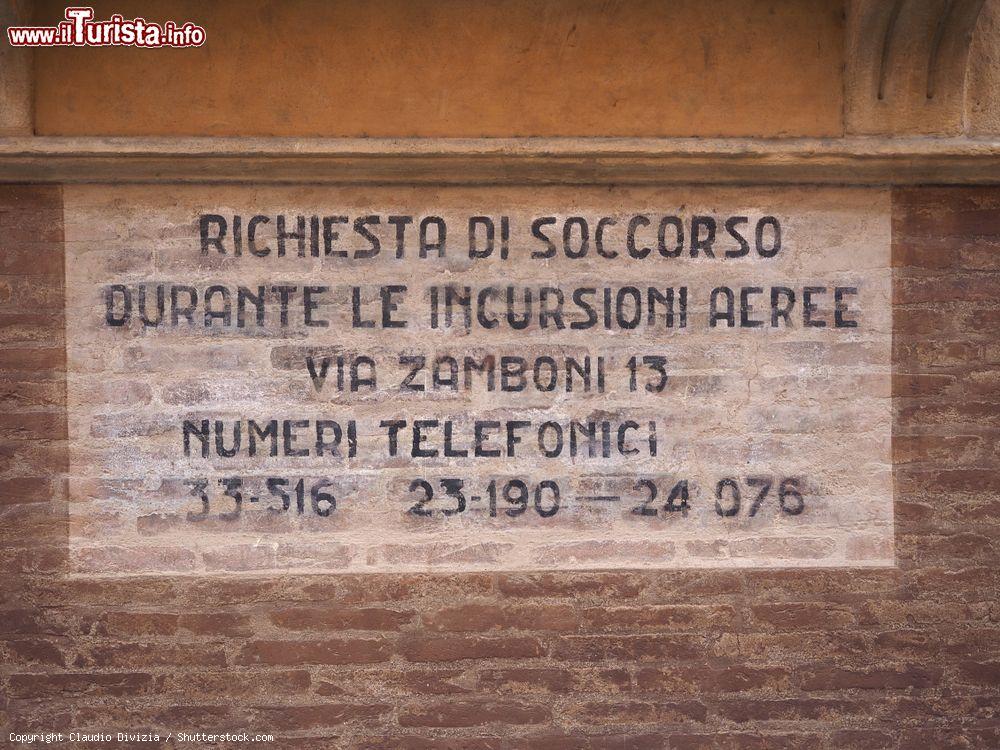 www.ilTurista.info
RICHIESTA DI SOCCORSO
DURANTE LE INCURSIONI AEREE
VIA ZAMBONI 13
NUMERI TELEFONICI
33-516 23-190 — 24 076
Copyright Claudio Divizia / Shutterstock.com